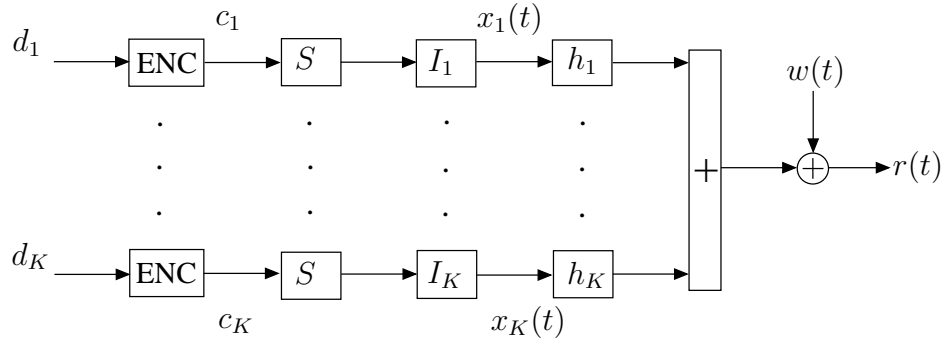 c_1 x_1(t)
d_1 ENC S I_1 h_1 w(t)
+ + r(t)
d_K ENC S I_K h_K
c_K x_K(t)